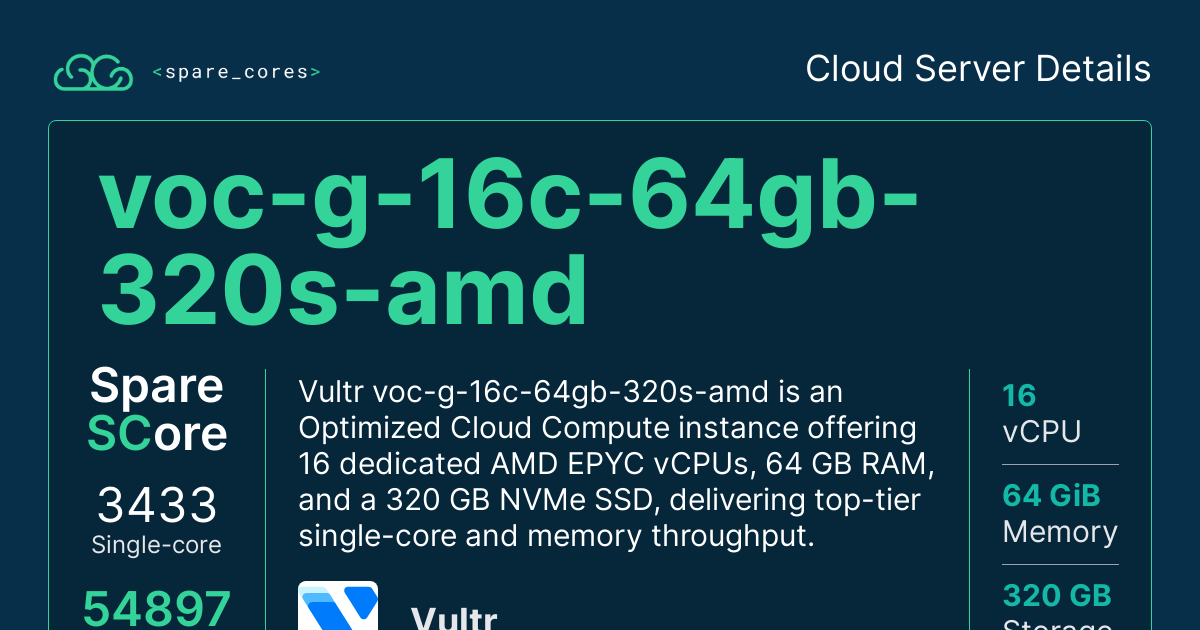 <spare_cores>
Cloud Server Details
voc-g-16c-64gb-
320s-amd
Spare
SCore
3433
Single-core
54897
Vultr voc-g-16c-64gb-320s-amd is an
Optimized Cloud Compute instance offering
16 dedicated AMD EPYC vCPUs, 64 GB RAM,
and a 320 GB NVMe SSD, delivering top-tier
single-core and memory throughput.
Vultr
16
vCPU
64 GiB
Memory
320 GB
Storage